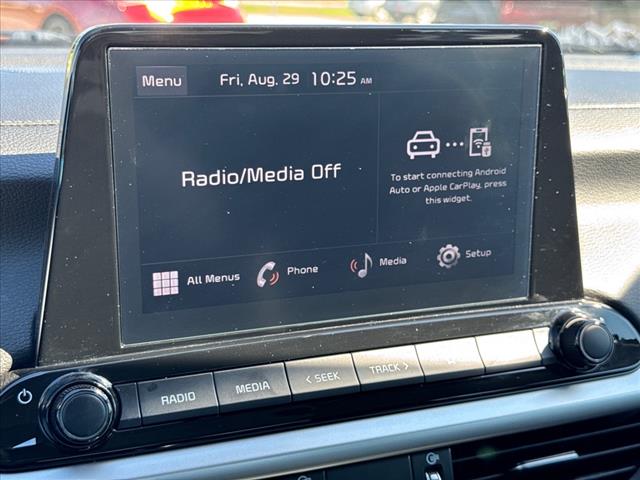 Menu Fri, Aug. 29 10:25 AM
Radio/Media Off
To start connecting Android
Auto or Apple CarPlay, press
this widget.
All Menus Phone Media Setup
RADIO MEDIA < SEEK TRACK >